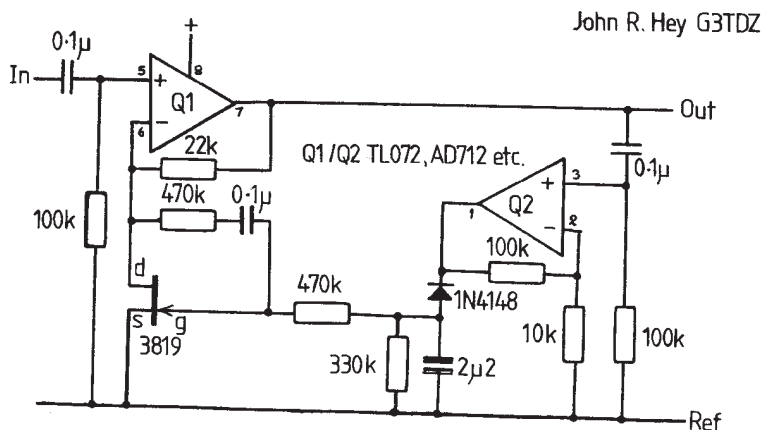 John R. Hey G3TDZ
0·1µ
+
In
5
+
8
Q1
7
Out
6
−
22k
Q1/Q2 TL072, AD712 etc.
0·1µ
470k
0·1µ
+
3
Q2
1
−
2
100k
100k
d
470k
1N4148
s
g
3819
10k
100k
330k
2µ2
Ref